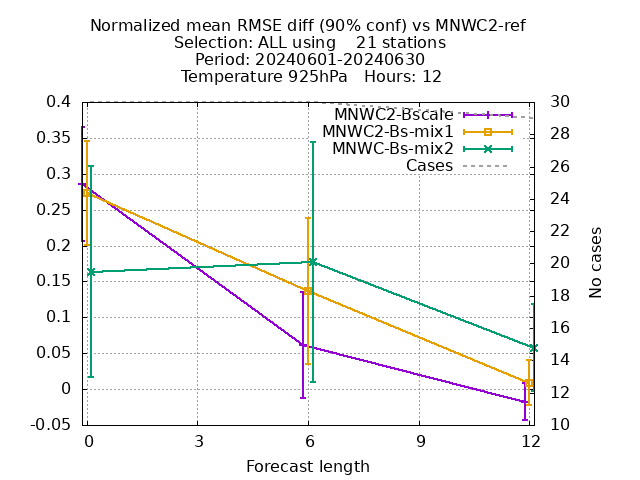 Normalized mean RMSE diff (90% conf) vs MNWC2-ref
Selection: ALL using    21 stations
Period: 20240601-20240630
Temperature 925hPa   Hours: 12
MNWC2-Bscale
MNWC2-Bs-mix1
MNWC-Bs-mix2
Cases
0.4
0.35
0.3
0.25
0.2
0.15
0.1
0.05
0
-0.05
30
28
26
24
22
20
18
16
14
12
10
No cases
0
3
6
9
12
Forecast length